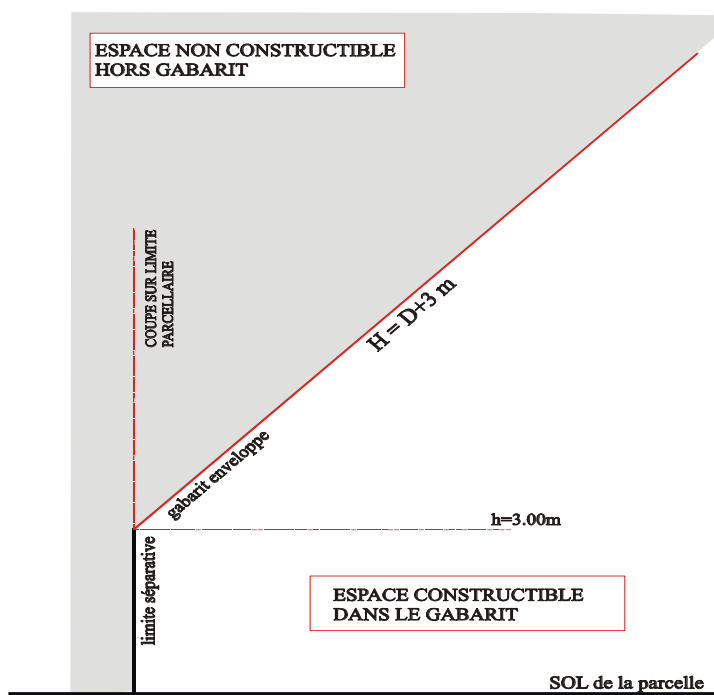 ESPACE NON CONSTRUCTIBLE
HORS GABARIT
COUPE SUR LIMITE
PARCELLAIRE
H = D+3 m
gabarit enveloppe
h=3.00m
limite séparative
ESPACE CONSTRUCTIBLE
DANS LE GABARIT
SOL de la parcelle